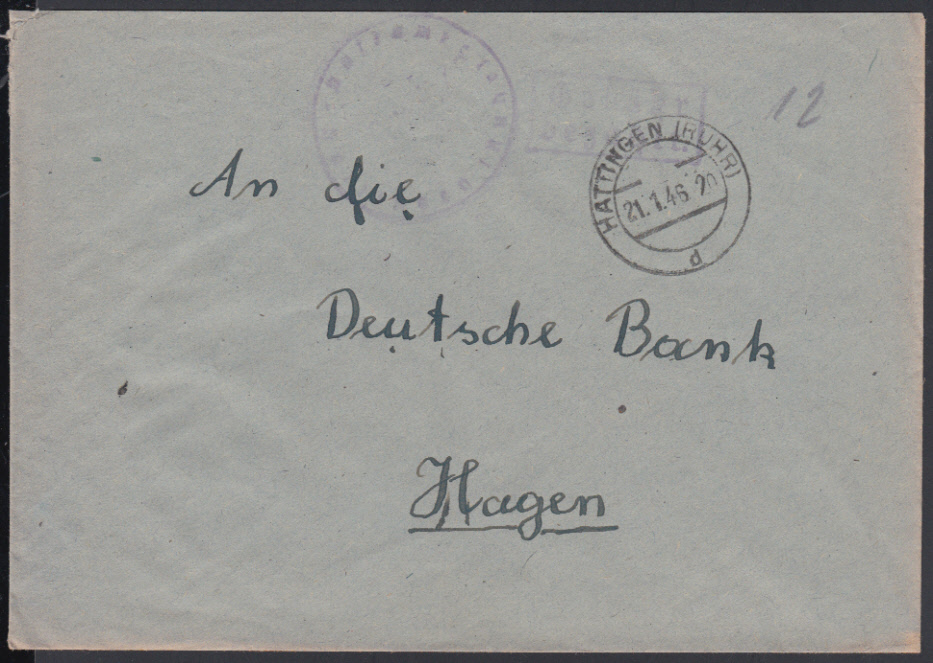 12
HATTINGEN (RUHR)
21.1.46 20
d
An die
Deutsche Bank
Hagen